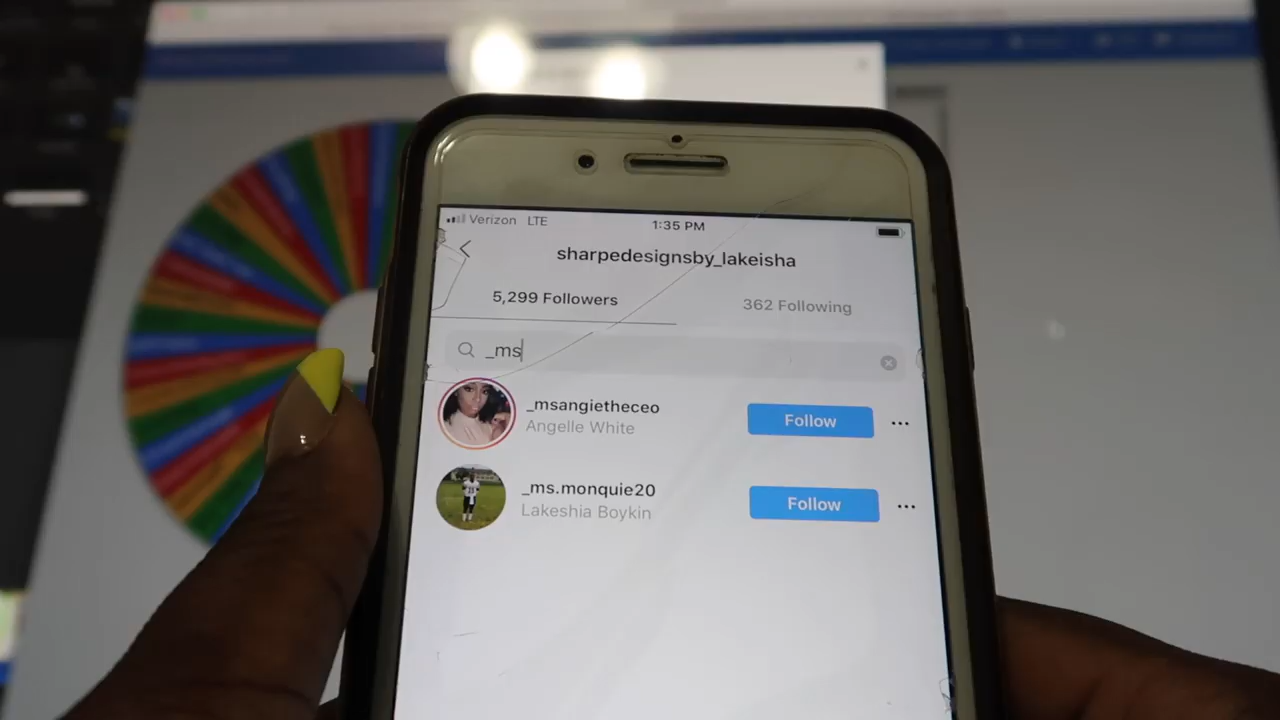 Verizon LTE 1:35 PM
sharpedesignsby_lakeisha
5,299 Followers 362 Following
_ms
_msangietheceo
Angelle White
Follow
_ms.monquie20
Lakeshia Boykin
Follow